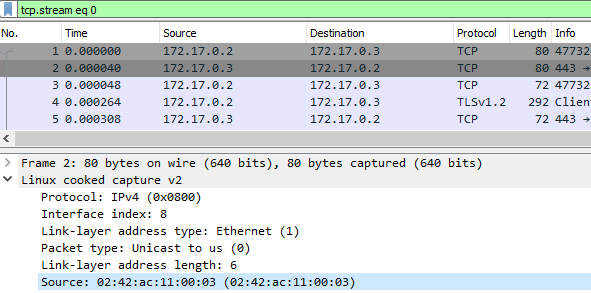 tcp.stream eq 0
No. Time Source Destination Protocol Length Info
1 0.000000 172.17.0.2 172.17.0.3 TCP 80 47732
2 0.000040 172.17.0.3 172.17.0.2 TCP 80 443 →
3 0.000048 172.17.0.2 172.17.0.3 TCP 72 47732
4 0.000264 172.17.0.2 172.17.0.3 TLSv1.2 292 Clien
5 0.000308 172.17.0.3 172.17.0.2 TCP 72 443 →
Frame 2: 80 bytes on wire (640 bits), 80 bytes captured (640 bits)
Linux cooked capture v2
Protocol: IPv4 (0x0800)
Interface index: 8
Link-layer address type: Ethernet (1)
Packet type: Unicast to us (0)
Link-layer address length: 6
Source: 02:42:ac:11:00:03 (02:42:ac:11:00:03)